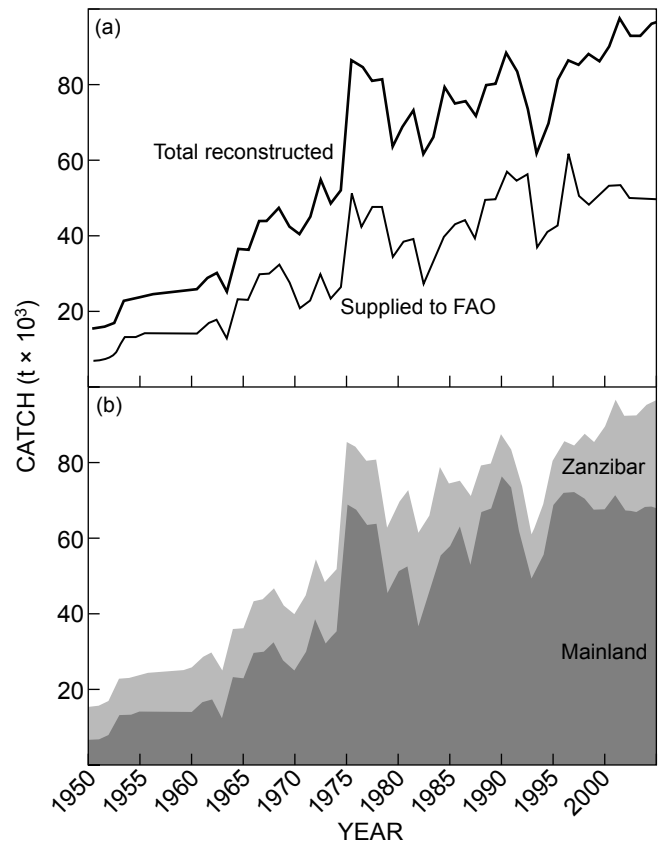 (a)
80
Total reconstructed
60
40
Supplied to FAO
20
CATCH (t × 10³)
(b)
80
Zanzibar
60
40
Mainland
20
1950 1955 1960 1965 1970 1975 1980 1985 1990 1995 2000
YEAR